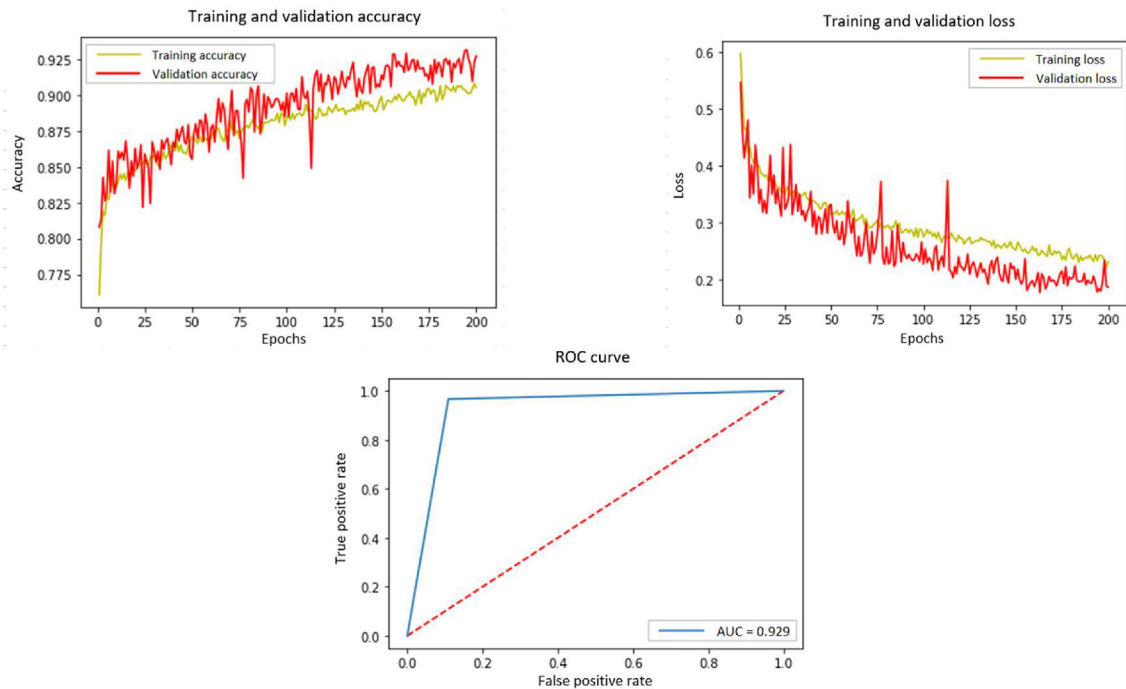 Training and validation accuracy
Training accuracy
Validation accuracy
0.925
0.900
0.875
0.850
0.825
0.800
0.775
Accuracy
0 25 50 75 100 125 150 175 200
Epochs
Training and validation loss
Training loss
Validation loss
0.6
0.5
0.4
0.3
0.2
Loss
0 25 50 75 100 125 150 175 200
Epochs
ROC curve
1.0
0.8
0.6
0.4
0.2
0.0
True positive rate
AUC = 0.929
0.0 0.2 0.4 0.6 0.8 1.0
False positive rate